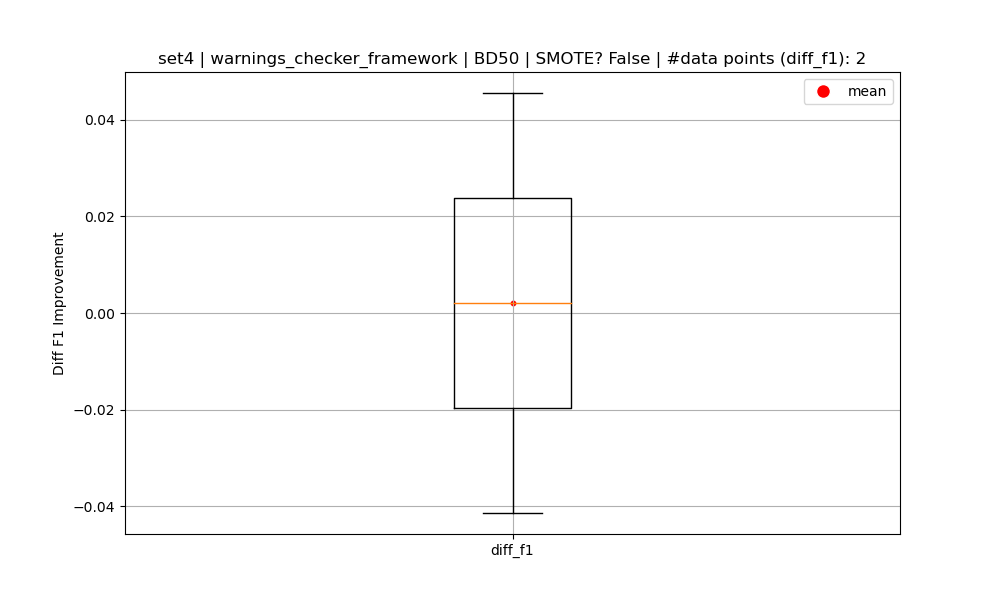 set4 | warnings_checker_framework | BD50 | SMOTE? False | #data points (diff_f1): 2
mean
0.04
0.02
0.00
−0.02
−0.04
Diff F1 Improvement
diff_f1